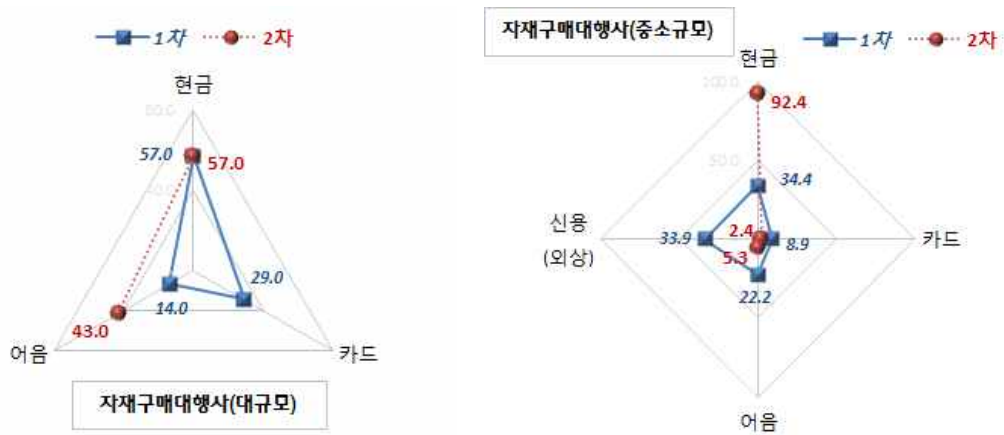 1차 2차
현금
80.0
57.0 57.0
40.0
29.0
14.0
43.0
어음 카드
자재구매대행사(대규모)
자재구매대행사(중소규모)
1차 2차
현금
100.0
92.4
50.0
34.4
신용
(외상)
33.9 2.4 8.9 카드
5.3
22.2
어음